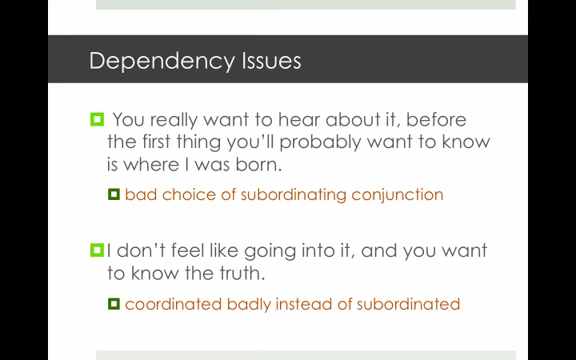 Dependency Issues
You really want to hear about it, before
the first thing you’ll probably want to know
is where I was born.
bad choice of subordinating conjunction
I don’t feel like going into it, and you want
to know the truth.
coordinated badly instead of subordinated